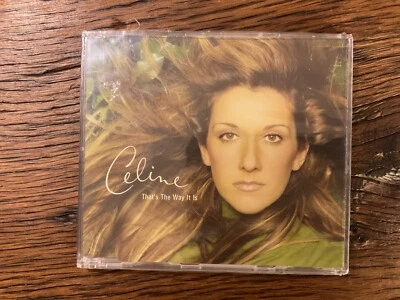 Celine
That's The Way It Is